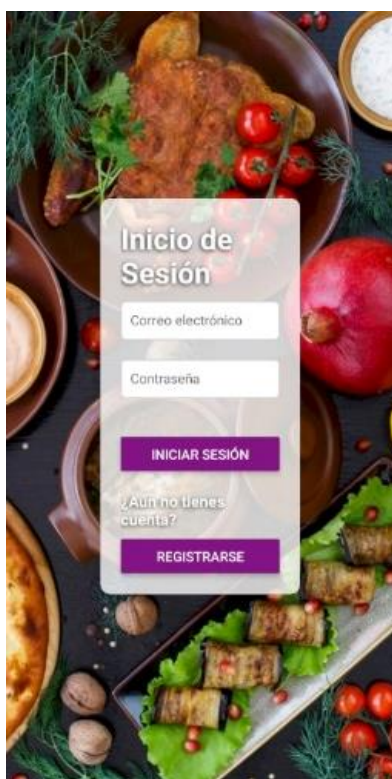 Inicio de
Sesión
Correo electrónico
Contraseña
INICIAR SESIÓN
¿Aún no tienes
cuenta?
REGISTRARSE